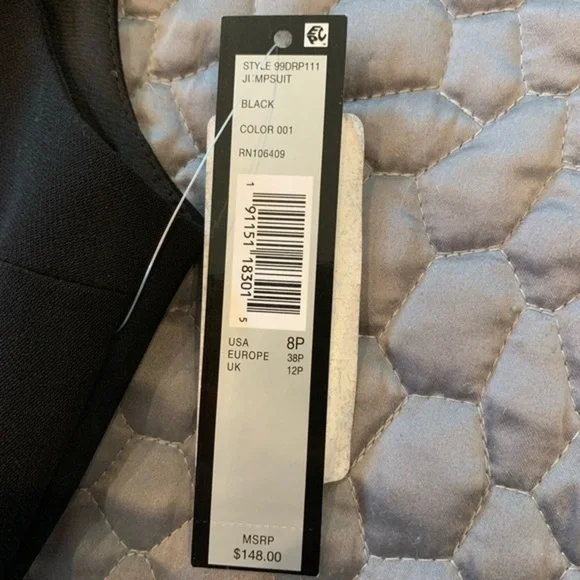 STYLE 99DRP111
JUMPSUIT
BLACK
COLOR 001
RN106409
1 91151 18301 5
USA 8P
EUROPE 38P
UK 12P
MSRP
$148.00